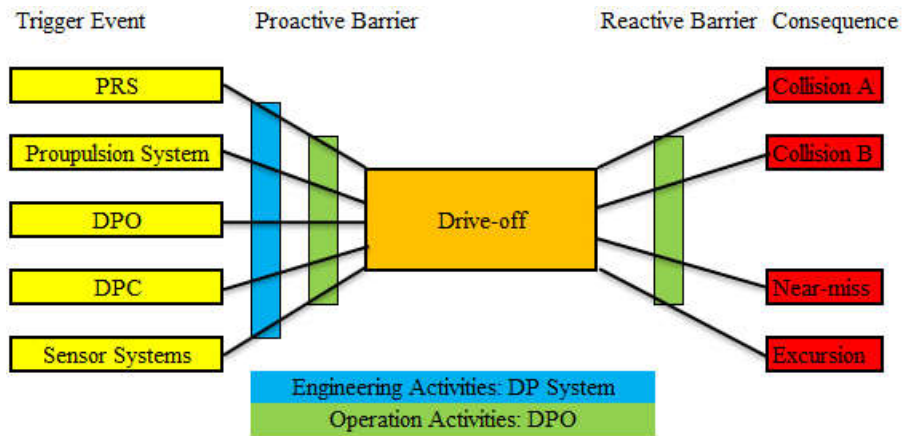 Trigger Event Proactive Barrier Reactive Barrier Consequence
PRS
Proupulsion System
DPO
DPC
Sensor Systems
Drive-off
Collision A
Collision B
Near-miss
Excursion
Engineering Activities: DP System
Operation Activities: DPO